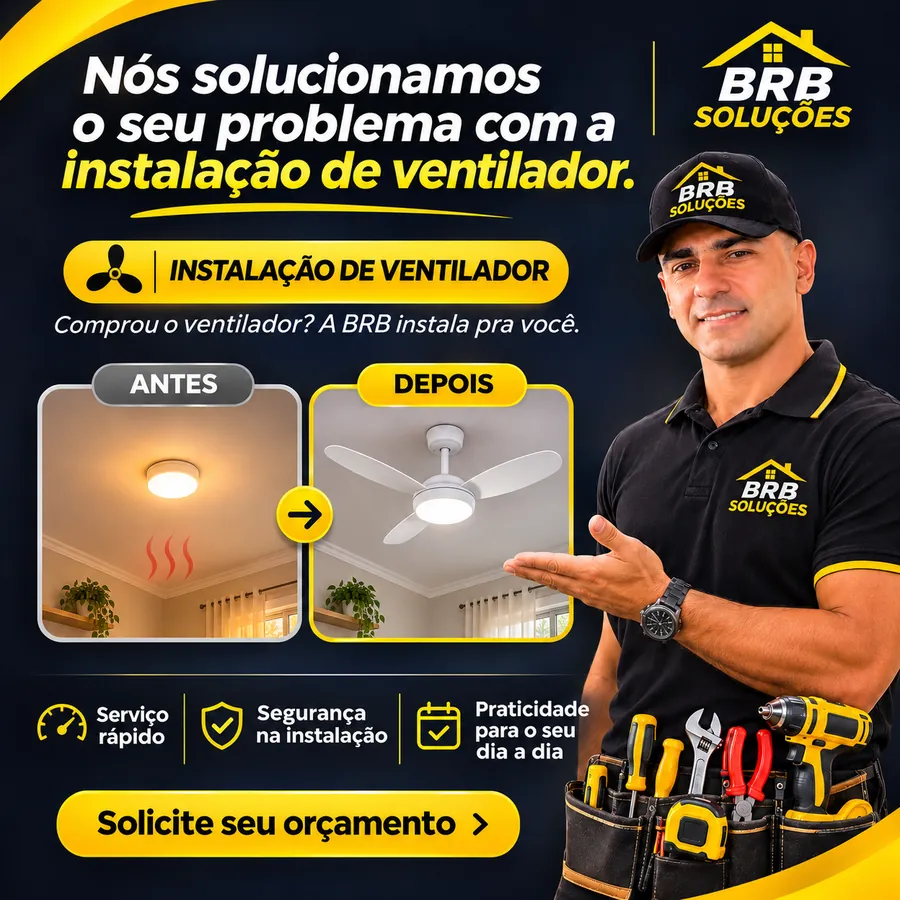 Nós solucionamos
o seu problema com a
instalação de ventilador.
BRB
SOLUÇÕES
BRB
SOLUÇÕES
INSTALAÇÃO DE VENTILADOR
Comprou o ventilador? A BRB instala pra você.
ANTES
DEPOIS
BRB
SOLUÇÕES
Serviço
rápido
Segurança
na instalação
Praticidade
para o seu
dia a dia
Solicite seu orçamento